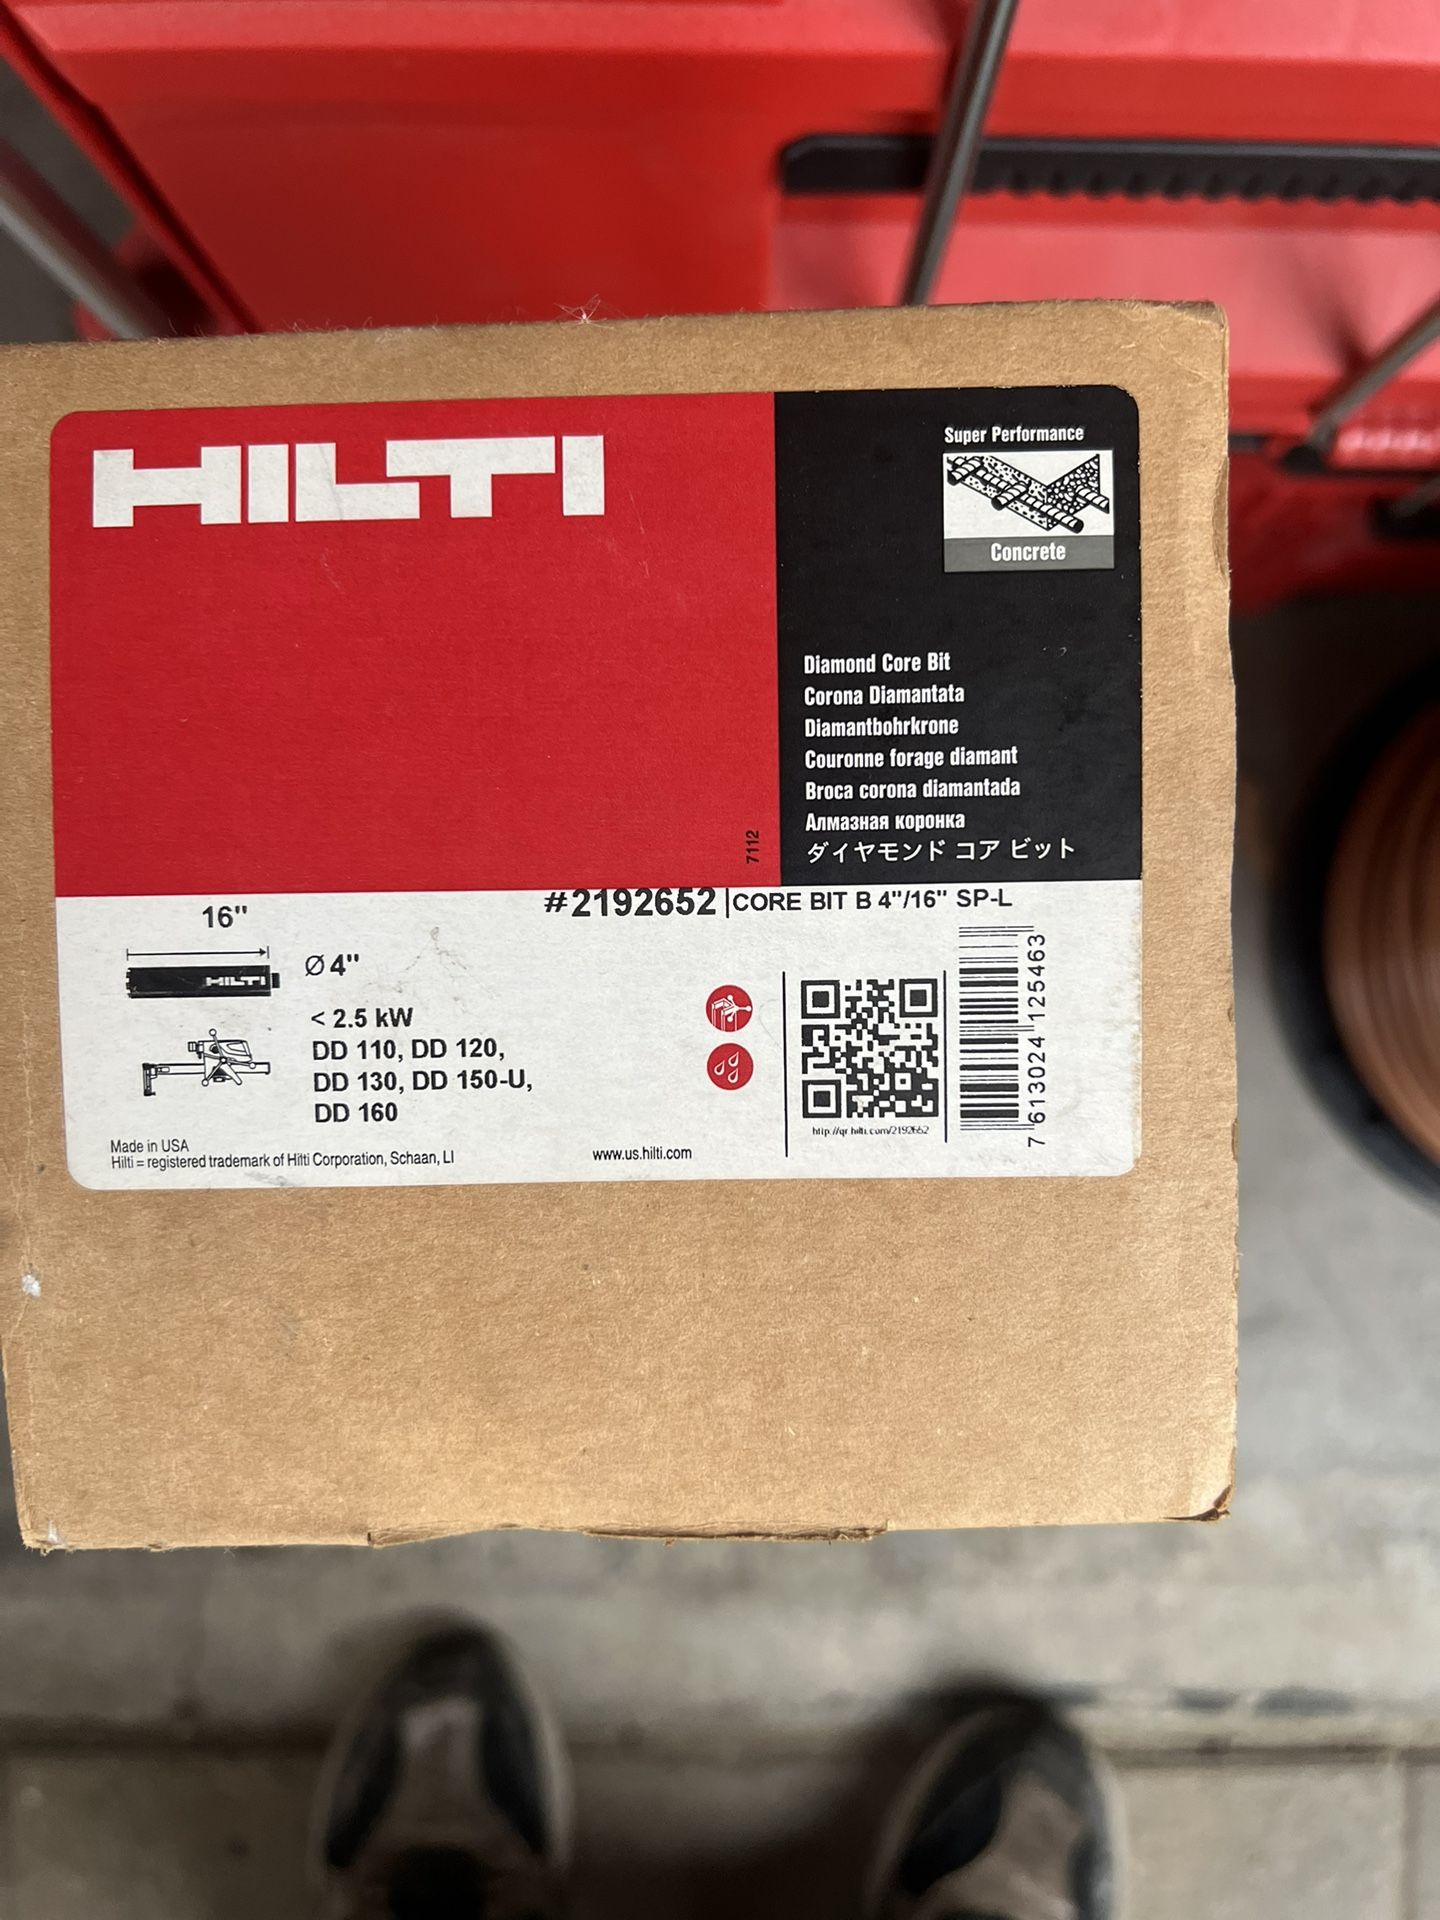 HILTI
Super Performance
Concrete
Diamond Core Bit
Corona Diamantata
Diamantbohrkrone
Couronne forage diamant
Broca corona diamantada
Алмазная коронка
ダイヤモンド コア ビット
7112
#2192652 | CORE BIT B 4"/16" SP-L
16"
HILTI
Ø 4"
< 2.5 kW
DD 110, DD 120,
DD 130, DD 150-U,
DD 160
http://qr.hilti.com/2192652
7 613024 125463
Made in USA
Hilti = registered trademark of Hilti Corporation, Schaan, LI
www.us.hilti.com